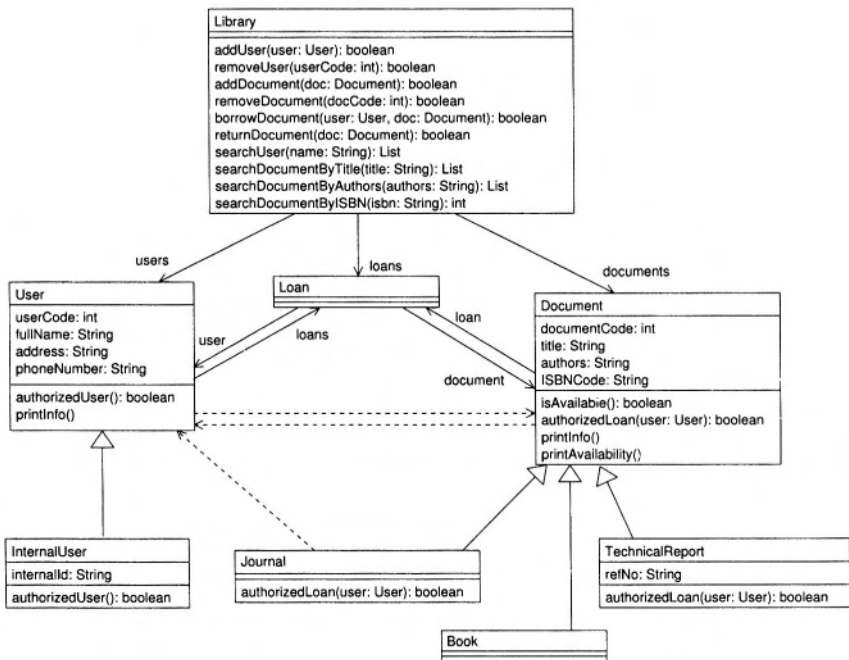 Library
addUser(user: User): boolean
removeUser(userCode: int): boolean
addDocument(doc: Document): boolean
removeDocument(docCode: int): boolean
borrowDocument(user: User, doc: Document): boolean
returnDocument(doc: Document): boolean
searchUser(name: String): List
searchDocumentByTitle(title: String): List
searchDocumentByAuthors(authors: String): List
searchDocumentByISBN(isbn: String): int
users
loans
documents
User
userCode: int
fullName: String
address: String
phoneNumber: String
authorizedUser(): boolean
printInfo()
Loan
user
loans
loan
document
Document
documentCode: int
title: String
authors: String
ISBNCode: String
isAvailable(): boolean
authorizedLoan(user: User): boolean
printInfo()
printAvailability()
InternalUser
internalId: String
authorizedUser(): boolean
Journal
authorizedLoan(user: User): boolean
TechnicalReport
refNo: String
authorizedLoan(user: User): boolean
Book